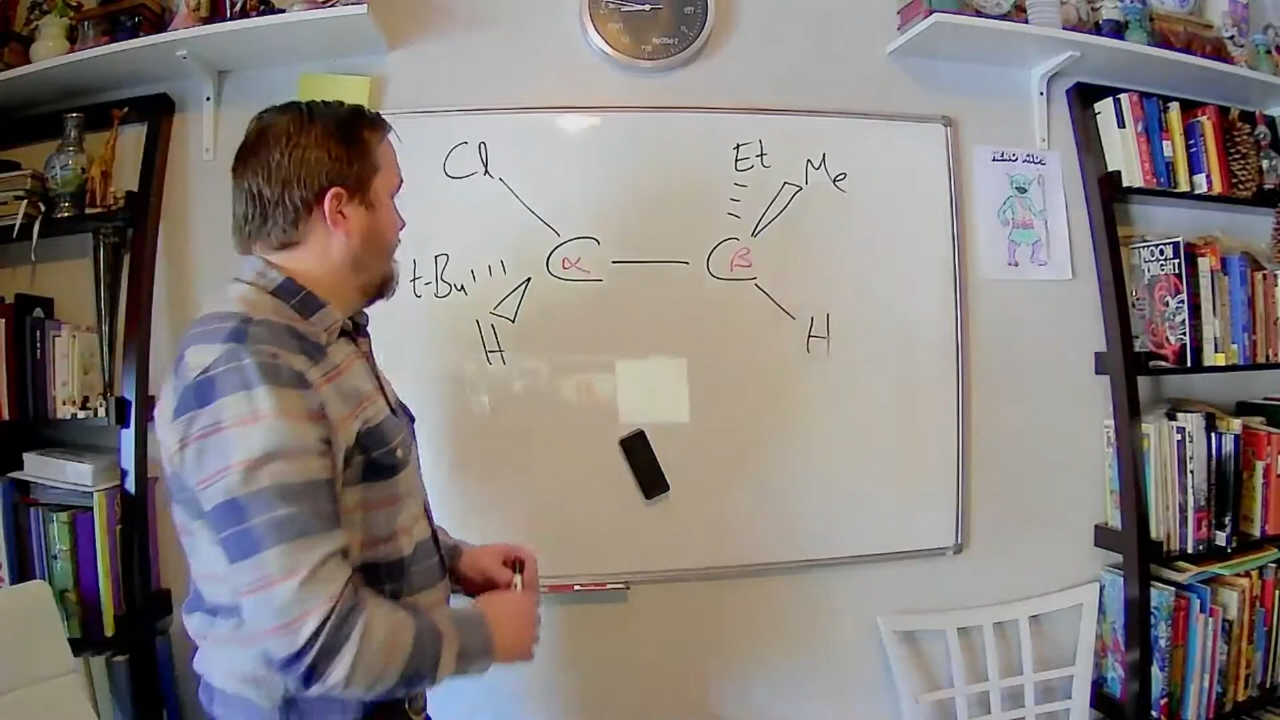 Cl
Et
Me
t-Bu
C α
C β
H
H
HERO KIDS
MOON
KNIGHT